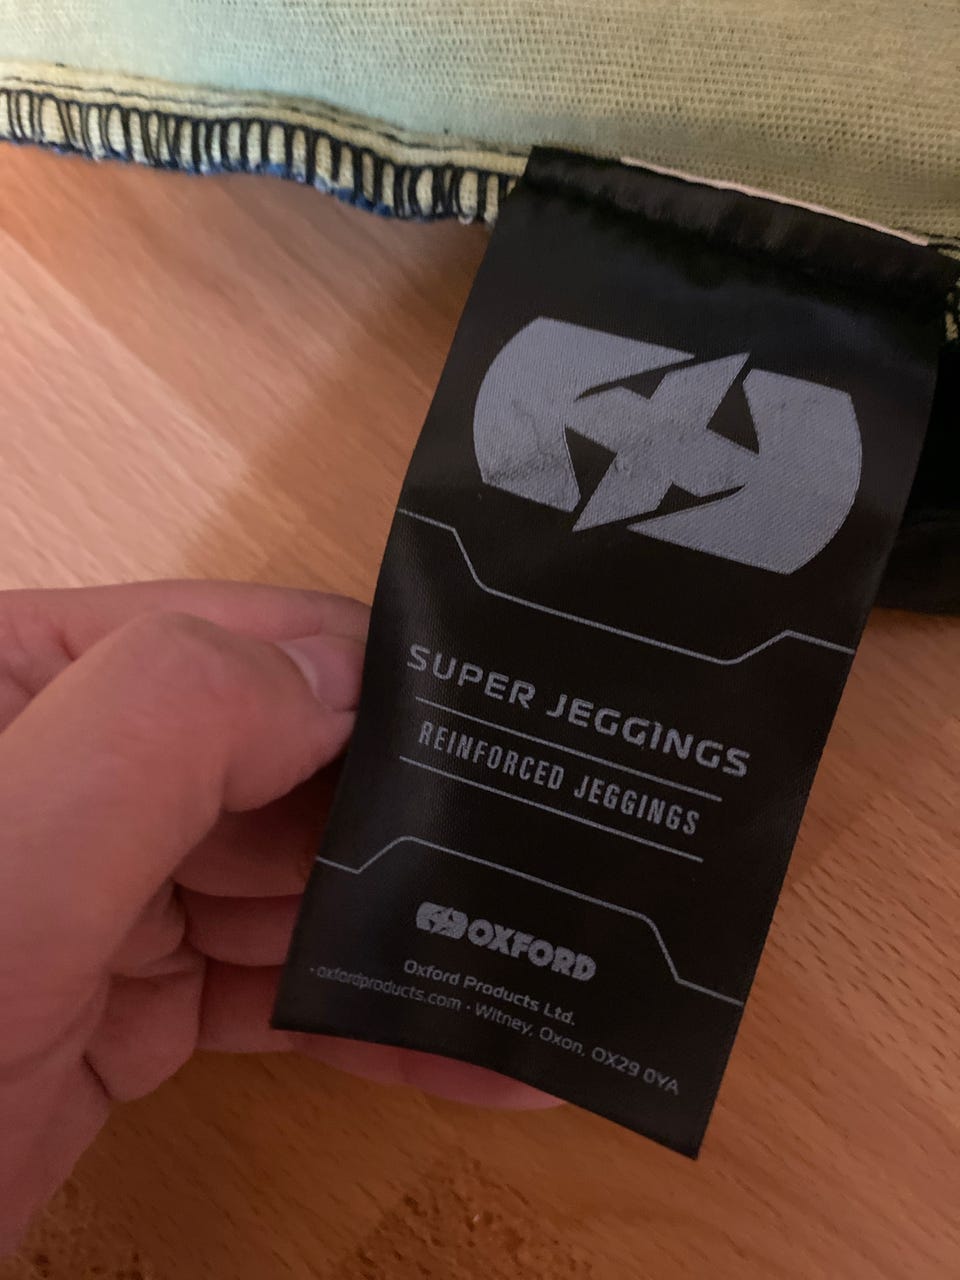 SUPER JEGGINGS
REINFORCED JEGGINGS
OXFORD
Oxford Products Ltd.
• oxfordproducts.com • Witney, Oxon, OX29 0YA